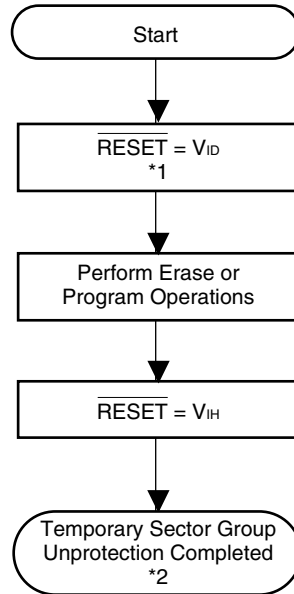 Start
RESET = VID
*1
Perform Erase or
Program Operations
RESET = VIH
Temporary Sector Group
Unprotection Completed
*2